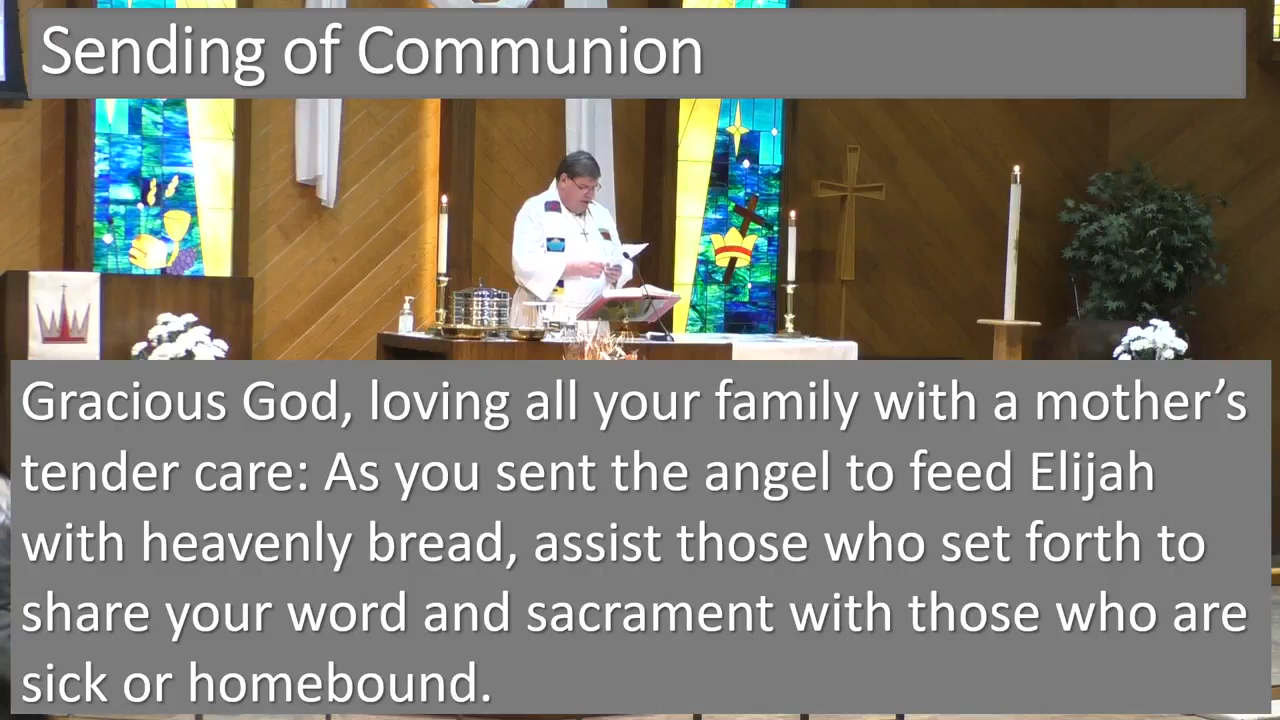 Sending of Communion
Gracious God, loving all your family with a mother’s
tender care: As you sent the angel to feed Elijah
with heavenly bread, assist those who set forth to
share your word and sacrament with those who are
sick or homebound.